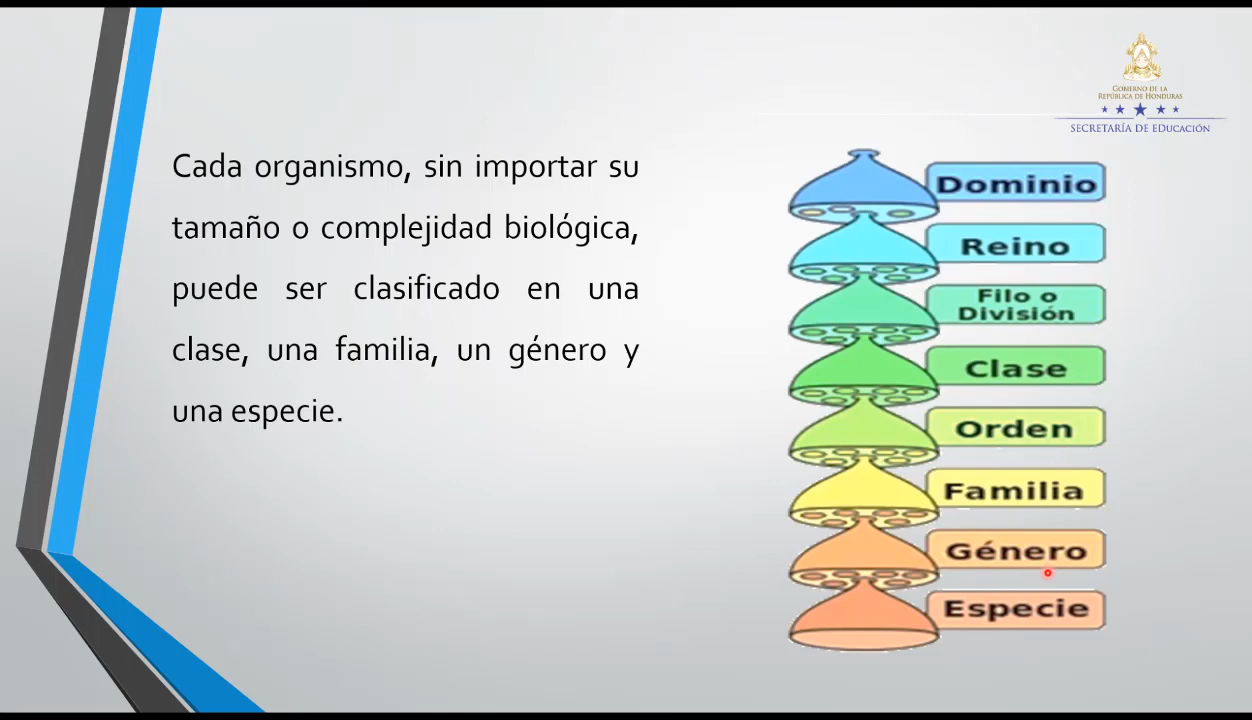 GOBIERNO DE LA
REPÚBLICA DE HONDURAS
SECRETARÍA DE EDUCACIÓN
Cada organismo, sin importar su
tamaño o complejidad biológica,
puede ser clasificado en una
clase, una familia, un género y
una especie.
Dominio
Reino
Filo o
División
Clase
Orden
Familia
Género
Especie